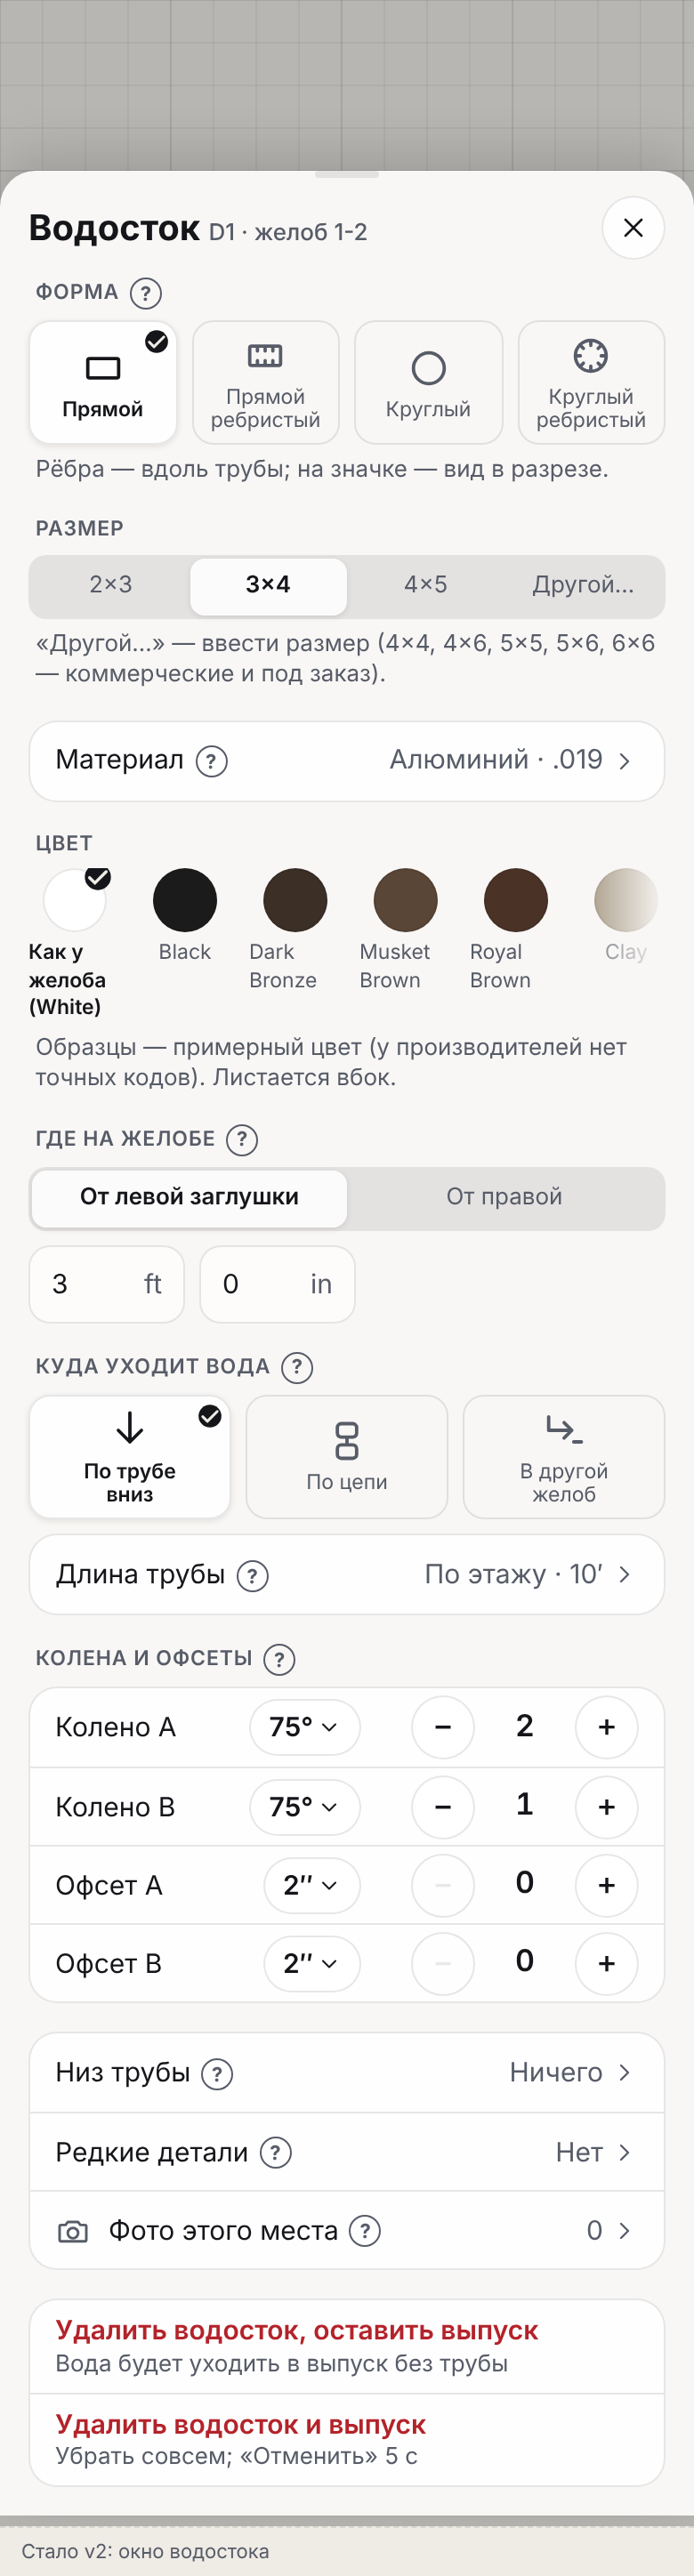 Водосток D1 · желоб 1-2
ФОРМА ?
Прямой
Прямой
ребристый
Круглый
Круглый
ребристый
Рёбра — вдоль трубы; на значке — вид в разрезе.
РАЗМЕР
2×3 3×4 4×5 Другой...
«Другой...» — ввести размер (4×4, 4×6, 5×5, 5×6, 6×6
— коммерческие и под заказ).
Материал ? Алюминий · .019
ЦВЕТ
Как у
желоба
(White)
Black
Dark
Bronze
Musket
Brown
Royal
Brown
Clay
Образцы — примерный цвет (у производителей нет
точных кодов). Листается вбок.
ГДЕ НА ЖЕЛОБЕ ?
От левой заглушки От правой
3 ft 0 in
КУДА УХОДИТ ВОДА ?
По трубе
вниз
По цепи
В другой
желоб
Длина трубы ? По этажу · 10′
КОЛЕНА И ОФСЕТЫ ?
Колено A 75° − 2 +
Колено B 75° − 1 +
Офсет A 2″ − 0 +
Офсет B 2″ − 0 +
Низ трубы ? Ничего
Редкие детали ? Нет
Фото этого места ? 0
Удалить водосток, оставить выпуск
Вода будет уходить в выпуск без трубы
Удалить водосток и выпуск
Убрать совсем; «Отменить» 5 с
Стало v2: окно водостока